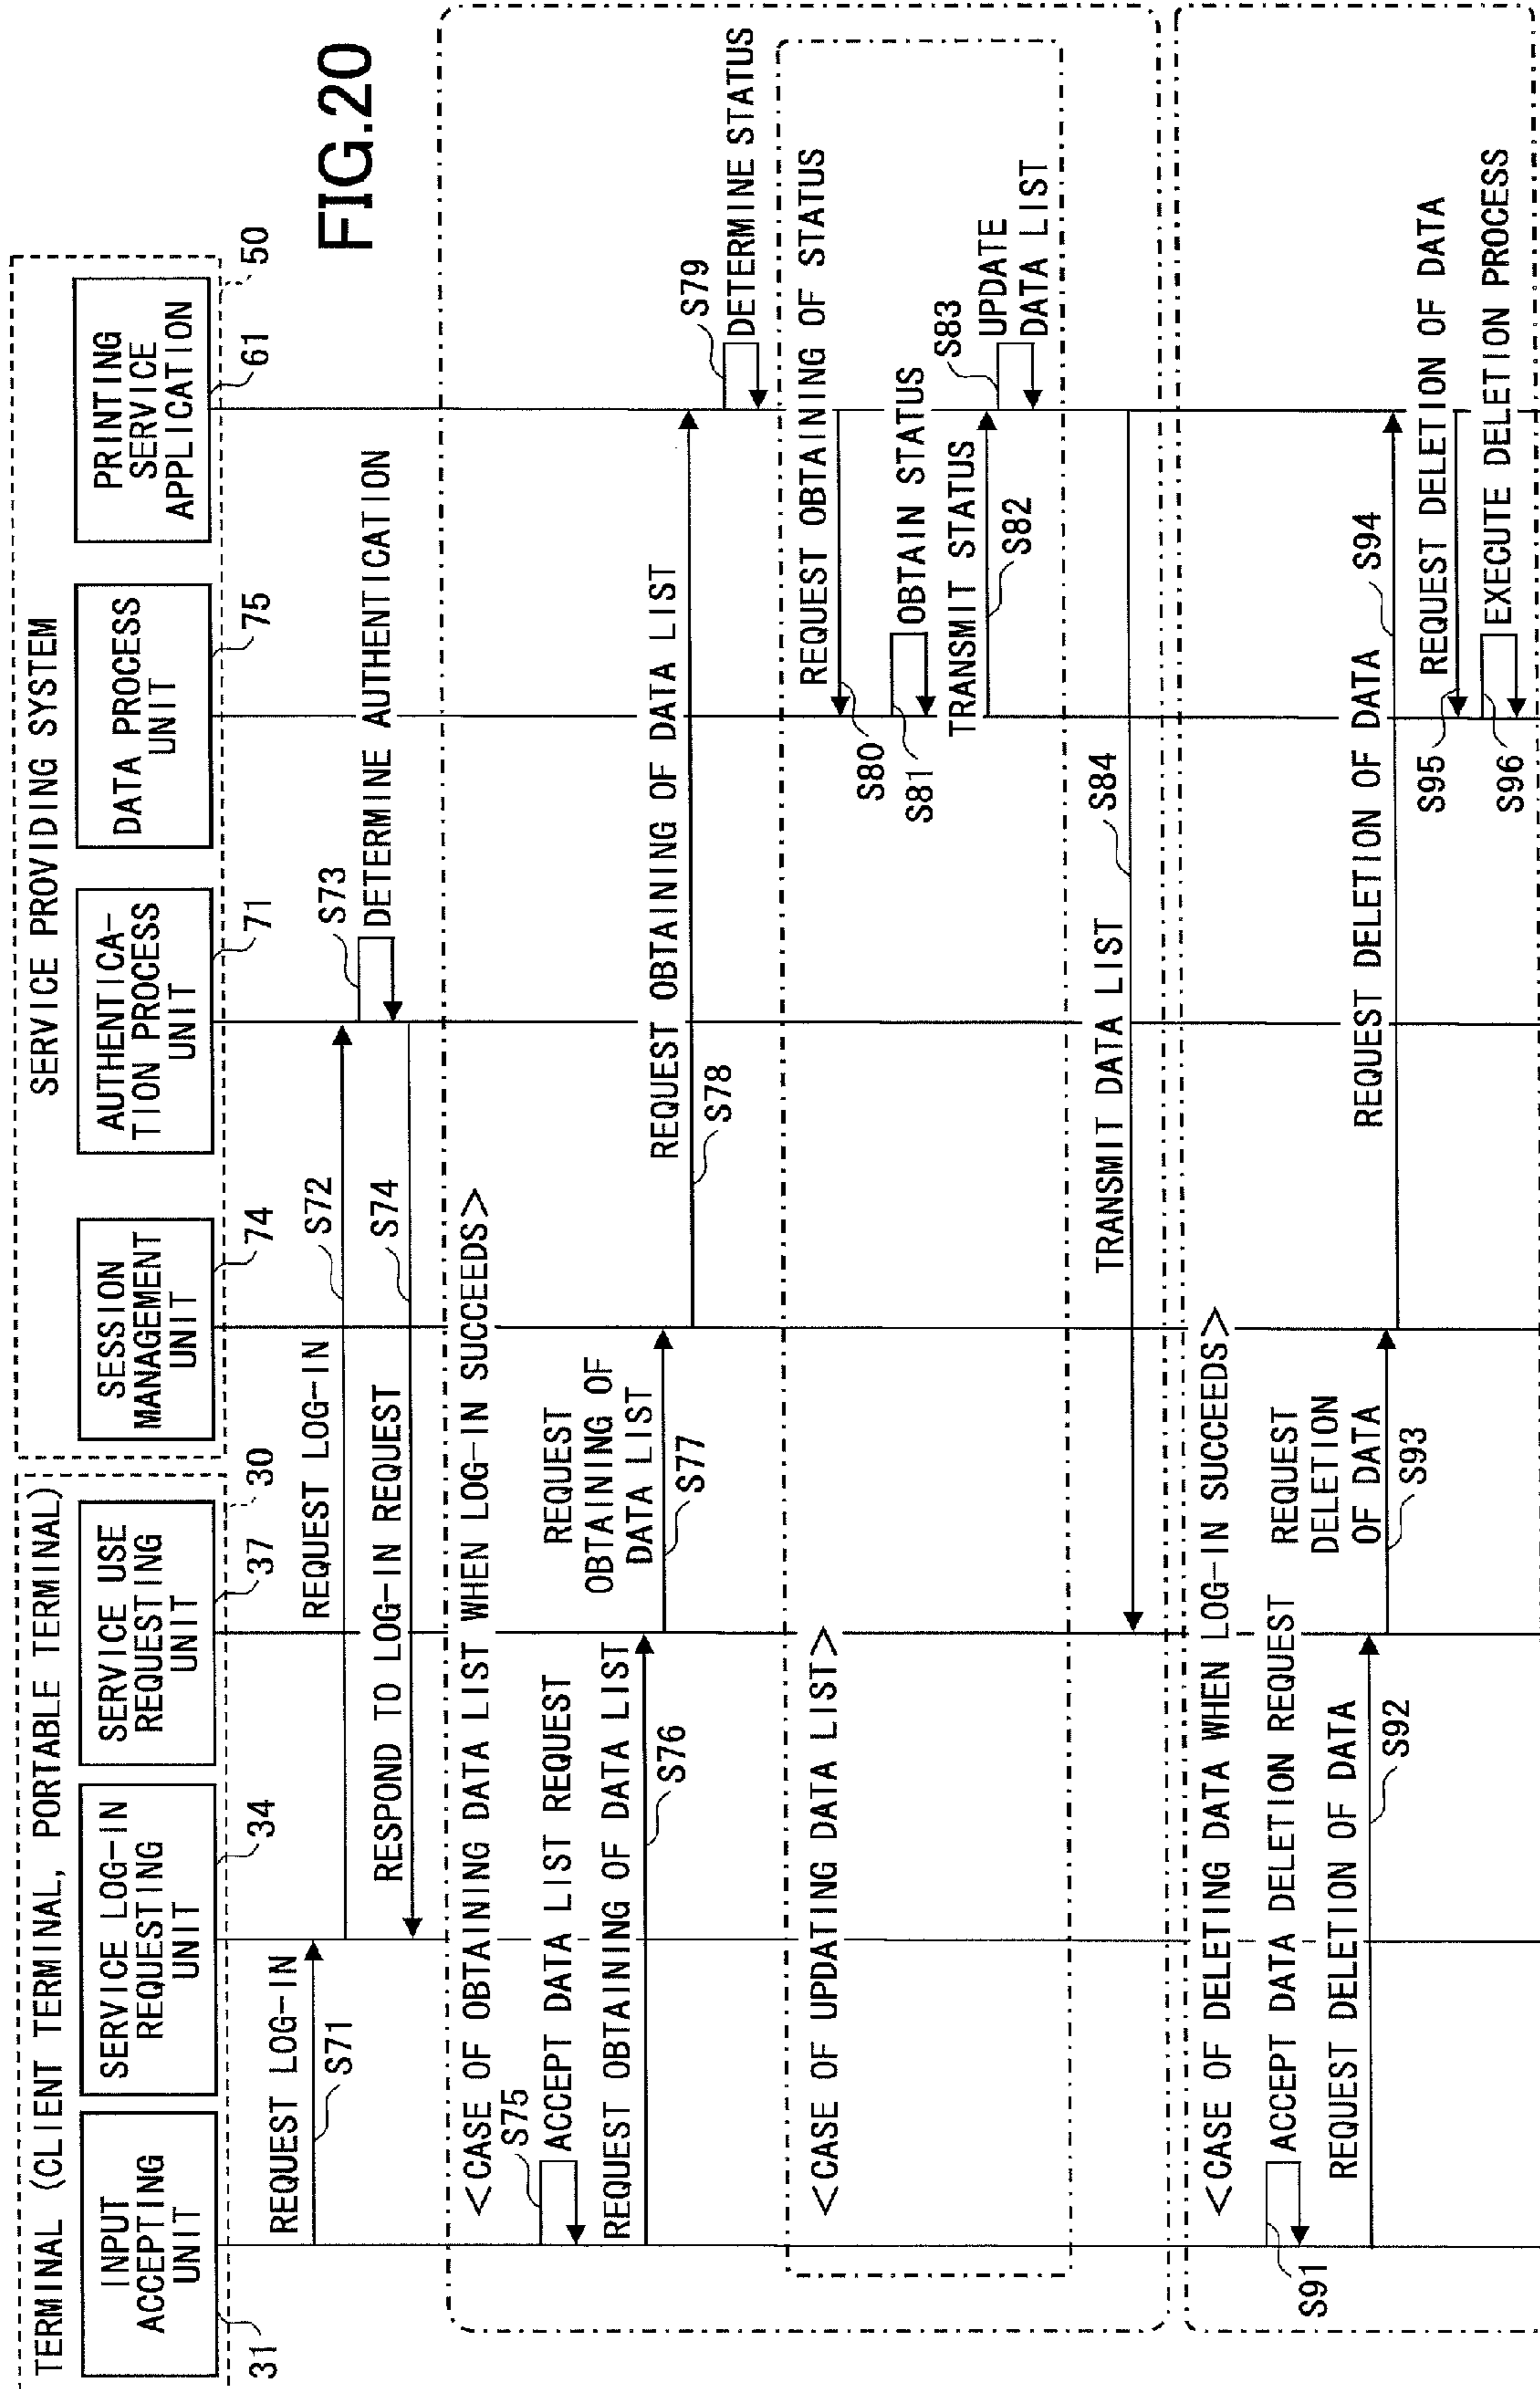 FIG.20
TERMINAL (CLIENT TERMINAL, PORTABLE TERMINAL)
SERVICE PROVIDING SYSTEM
INPUT
ACCEPTING
UNIT
31
SERVICE LOG-IN
REQUESTING
UNIT
34
SERVICE USE
REQUESTING
UNIT
37
30
SESSION
MANAGEMENT
UNIT
74
AUTHENTICA-
TION PROCESS
UNIT
71
DATA PROCESS
UNIT
75
PRINTING
SERVICE
APPLICATION
61
50
REQUEST LOG-IN
S71
REQUEST LOG-IN
S72
S73
DETERMINE AUTHENTICATION
RESPOND TO LOG-IN REQUEST
S74
<CASE OF OBTAINING DATA LIST WHEN LOG-IN SUCCEEDS>
S75
ACCEPT DATA LIST REQUEST
REQUEST OBTAINING OF DATA LIST
S76
REQUEST
OBTAINING OF
DATA LIST
S77
REQUEST OBTAINING OF DATA LIST
S78
S79
DETERMINE STATUS
<CASE OF UPDATING DATA LIST>
REQUEST OBTAINING OF STATUS
S80
OBTAIN STATUS
S81
TRANSMIT STATUS
S82
S83
UPDATE
DATA LIST
TRANSMIT DATA LIST
S84
<CASE OF DELETING DATA WHEN LOG-IN SUCCEEDS>
ACCEPT DATA DELETION REQUEST
S91
REQUEST DELETION OF DATA
S92
REQUEST
DELETION
OF DATA
S93
REQUEST DELETION OF DATA
S94
REQUEST DELETION OF DATA
S95
EXECUTE DELETION PROCESS
S96